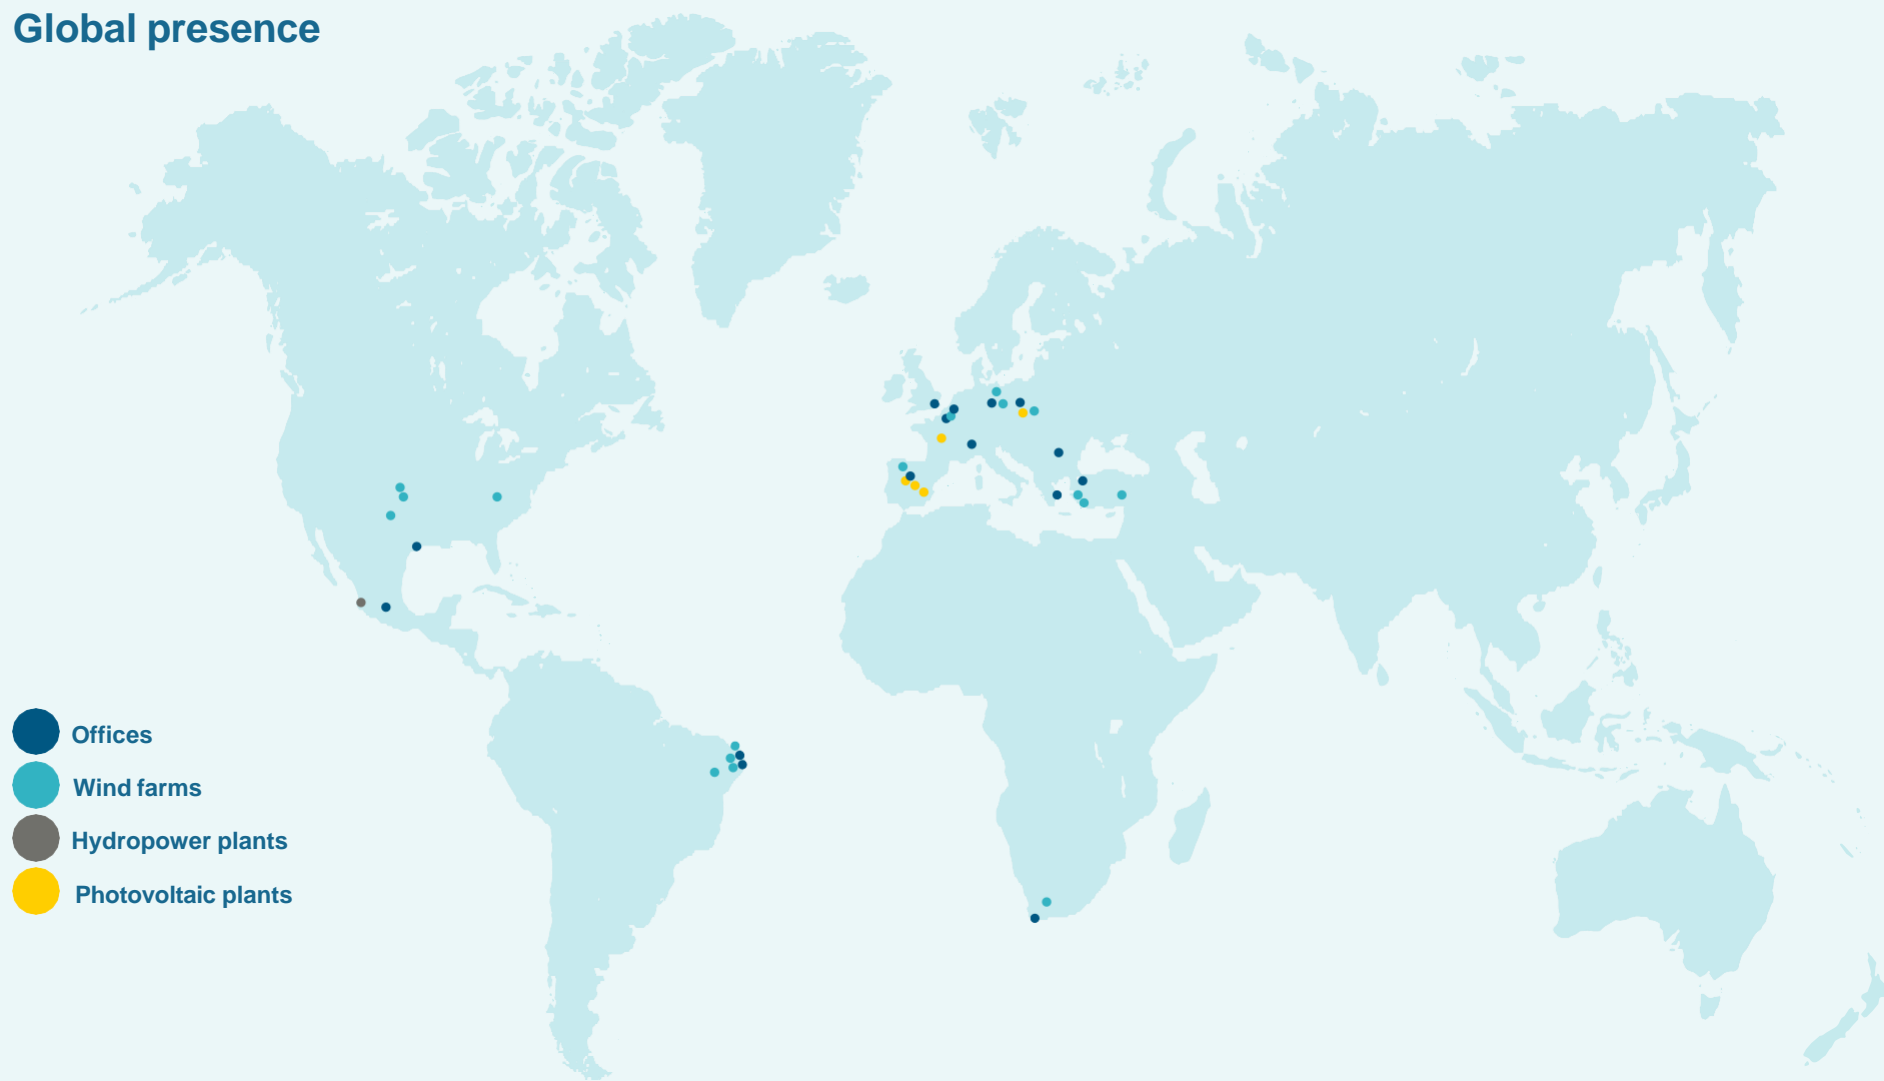 Global presence
Offices
Wind farms
Hydropower plants
Photovoltaic plants